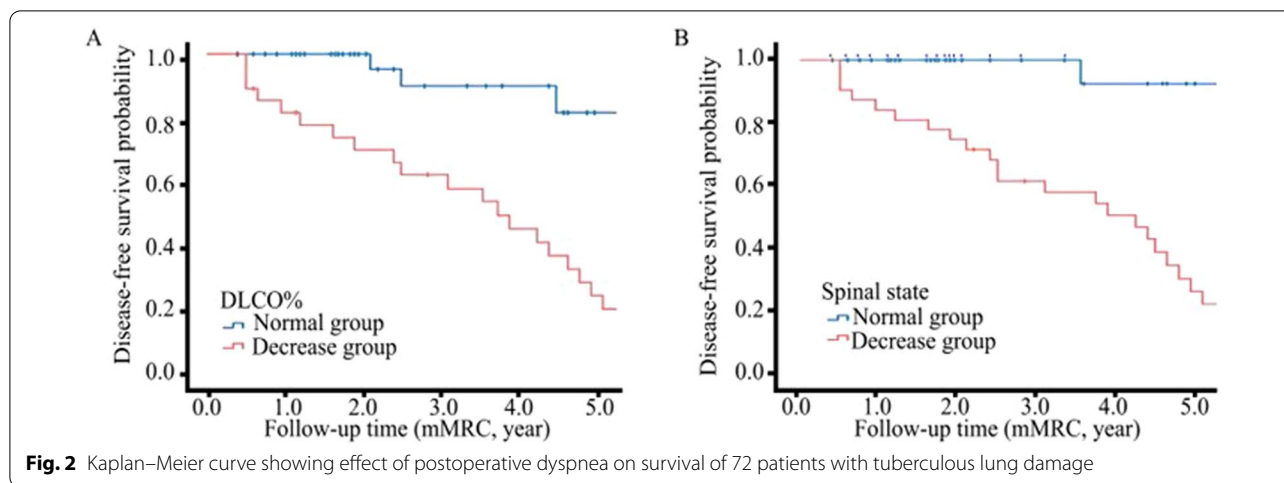 A
Disease-free survival probability
1.0
0.8
0.6
0.4
0.2
0.0
DLCO%
Normal group
Decrease group
0.0 1.0 2.0 3.0 4.0 5.0
Follow-up time (mMRC, year)
B
Disease-free survival probability
1.0
0.8
0.6
0.4
0.2
0.0
Spinal state
Normal group
Decrease group
0.0 1.0 2.0 3.0 4.0 5.0
Follow-up time (mMRC, year)
Fig. 2 Kaplan–Meier curve showing effect of postoperative dyspnea on survival of 72 patients with tuberculous lung damage